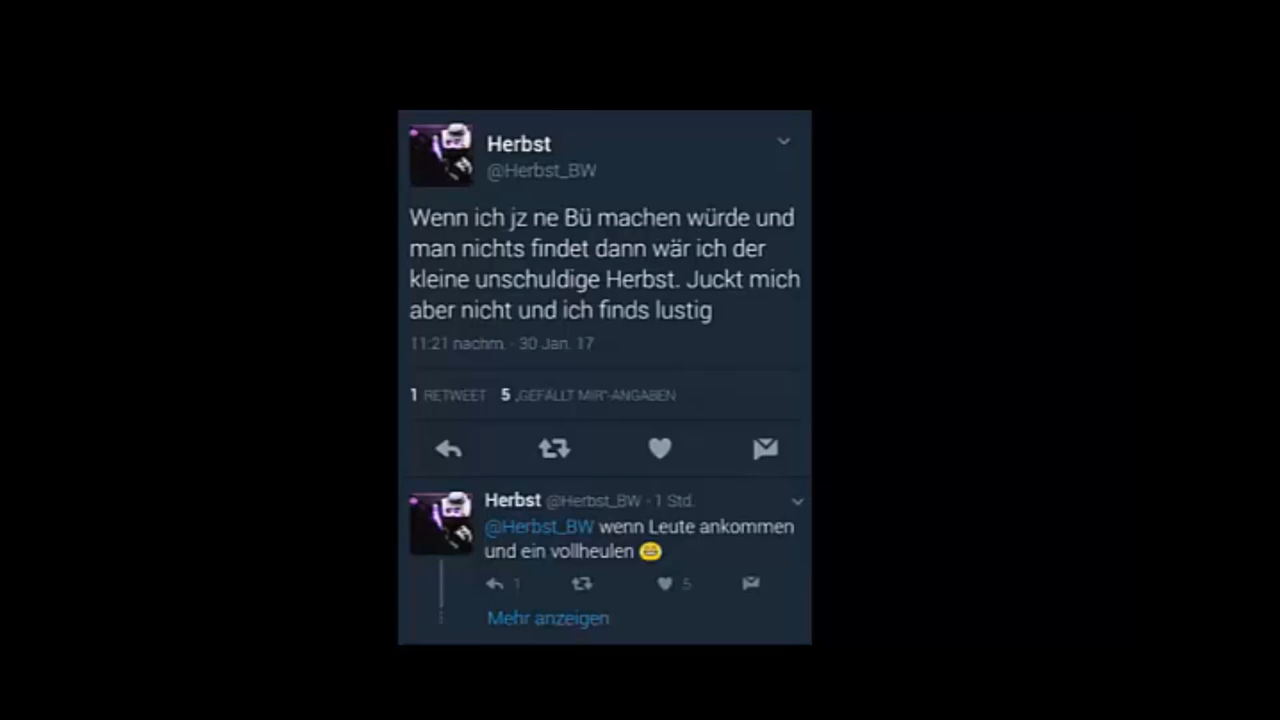 Herbst
@Herbst_BW
Wenn ich jz ne Bü machen würde und
man nichts findet dann wär ich der
kleine unschuldige Herbst. Juckt mich
aber nicht und ich finds lustig
11:21 nachm. · 30 Jan. 17
1 RETWEET 5 „GEFÄLLT MIR“-ANGABEN
Herbst @Herbst_BW · 1 Std.
@Herbst_BW wenn Leute ankommen
und ein vollheulen 😄
1 5
Mehr anzeigen